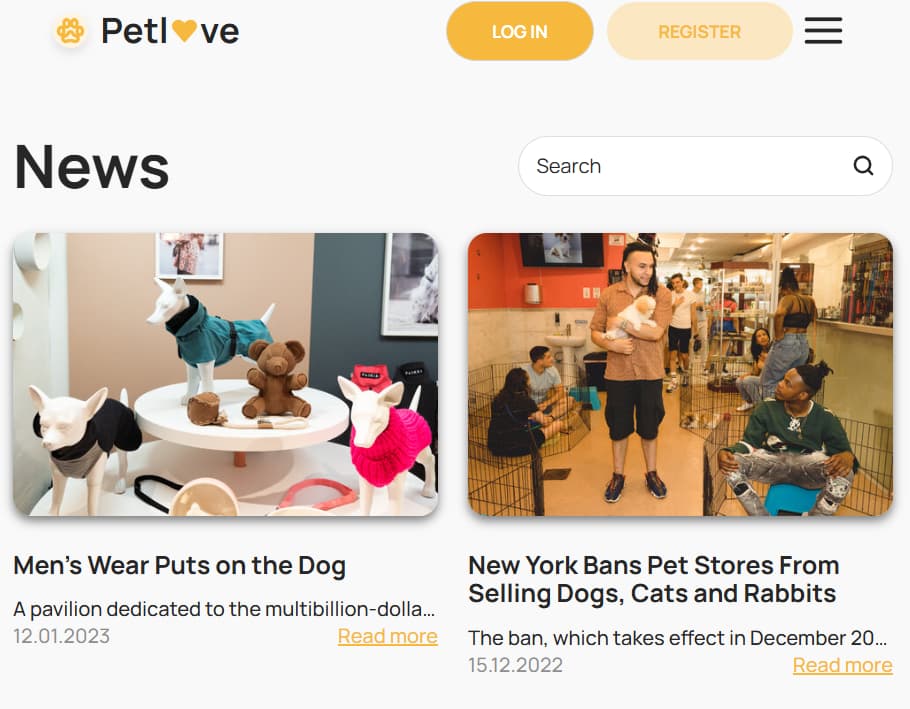 Petl ve
LOG IN
REGISTER
News
Search
Men’s Wear Puts on the Dog
A pavilion dedicated to the multibillion-dolla...
12.01.2023
Read more
New York Bans Pet Stores From
Selling Dogs, Cats and Rabbits
The ban, which takes effect in December 20...
15.12.2022
Read more